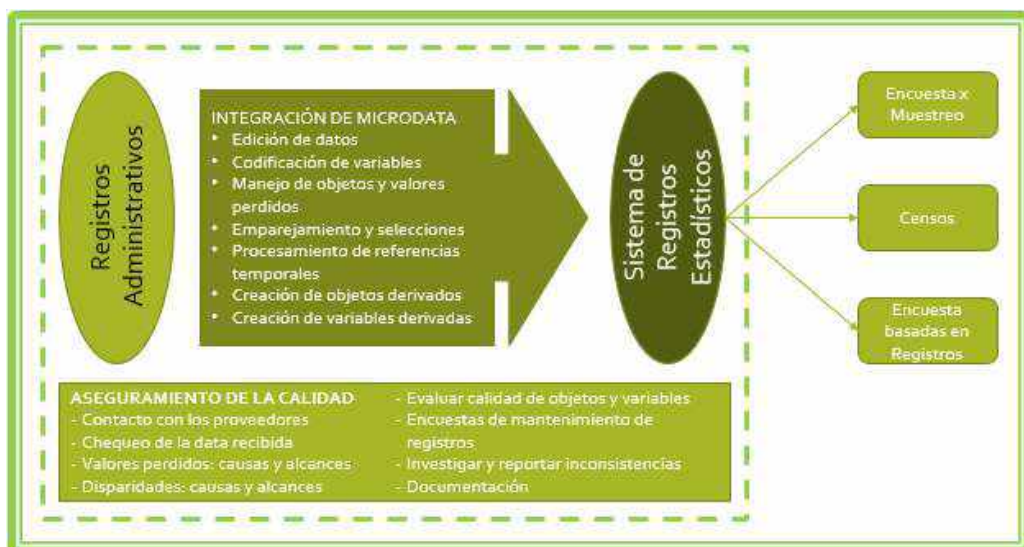 Registros
Administrativos
INTEGRACIÓN DE MICRODATA
• Edición de datos
• Codificación de variables
• Manejo de objetos y valores
perdidos
• Emparejamiento y selecciones
• Procesamiento de referencias
temporales
• Creación de objetos derivados
• Creación de variables derivadas
Sistema de
Registros
Estadísticos
Encuesta x
Muestreo
Censos
Encuesta
basadas en
Registros
ASEGURAMIENTO DE LA CALIDAD
- Contacto con los proveedores
- Chequeo de la data recibida
- Valores perdidos: causas y alcances
- Disparidades: causas y alcances
- Evaluar calidad de objetos y variables
- Encuestas de mantenimiento de
registros
- Investigar y reportar inconsistencias
- Documentación